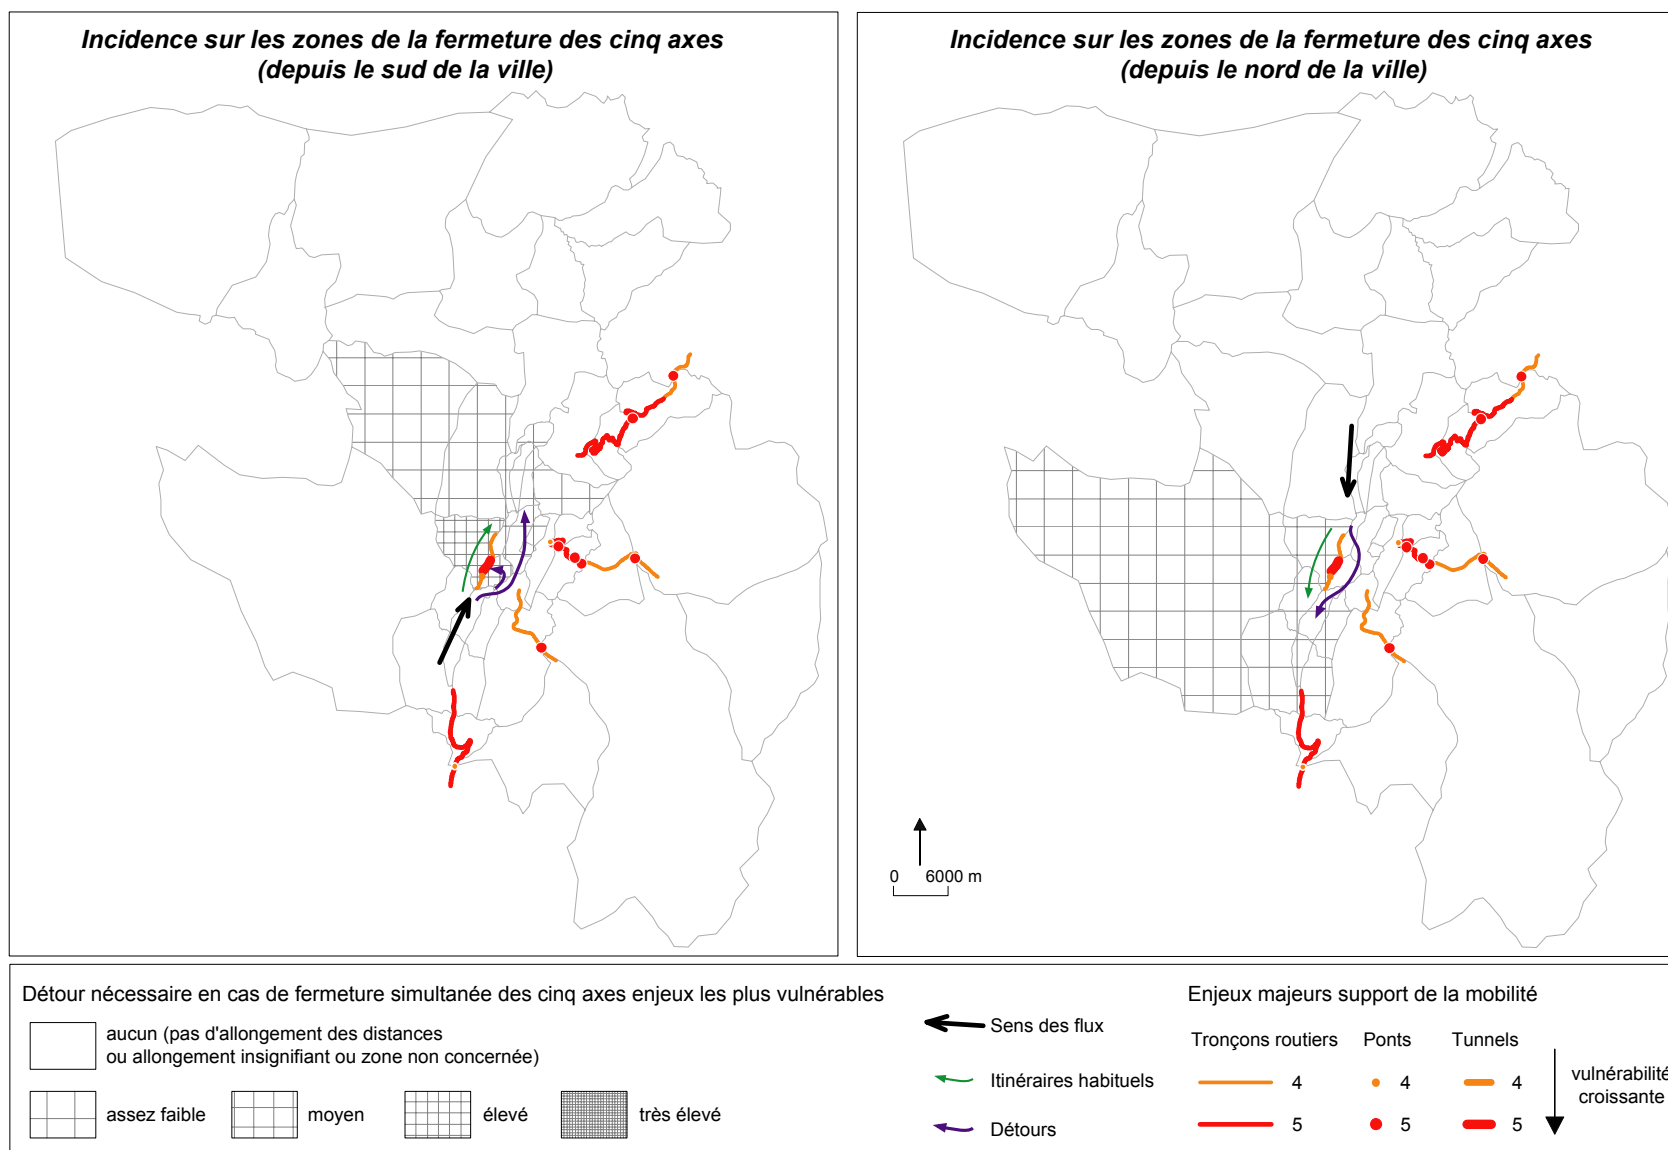 Incidence sur les zones de la fermeture des cinq axes
(depuis le sud de la ville)
Incidence sur les zones de la fermeture des cinq axes
(depuis le nord de la ville)
0 6000 m
Détour nécessaire en cas de fermeture simultanée des cinq axes enjeux les plus vulnérables
aucun (pas d'allongement des distances
ou allongement insignifiant ou zone non concernée)
assez faible
moyen
élevé
très élevé
Sens des flux
Itinéraires habituels
Détours
Enjeux majeurs support de la mobilité
Tronçons routiers Ponts Tunnels
4 4 4
5 5 5
vulnérabilité
croissante